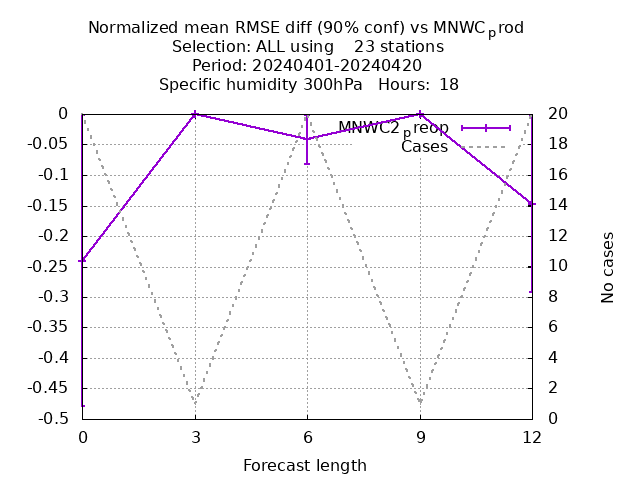 Normalized mean RMSE diff (90% conf) vs MNWCprod
Selection: ALL using    23 stations
Period: 20240401-20240420
Specific humidity 300hPa   Hours: 18
0
-0.05
-0.1
-0.15
-0.2
-0.25
-0.3
-0.35
-0.4
-0.45
-0.5
MNWC2preop
Cases
20
18
16
14
12
10
8
6
4
2
0
No cases
0 3 6 9 12
Forecast length